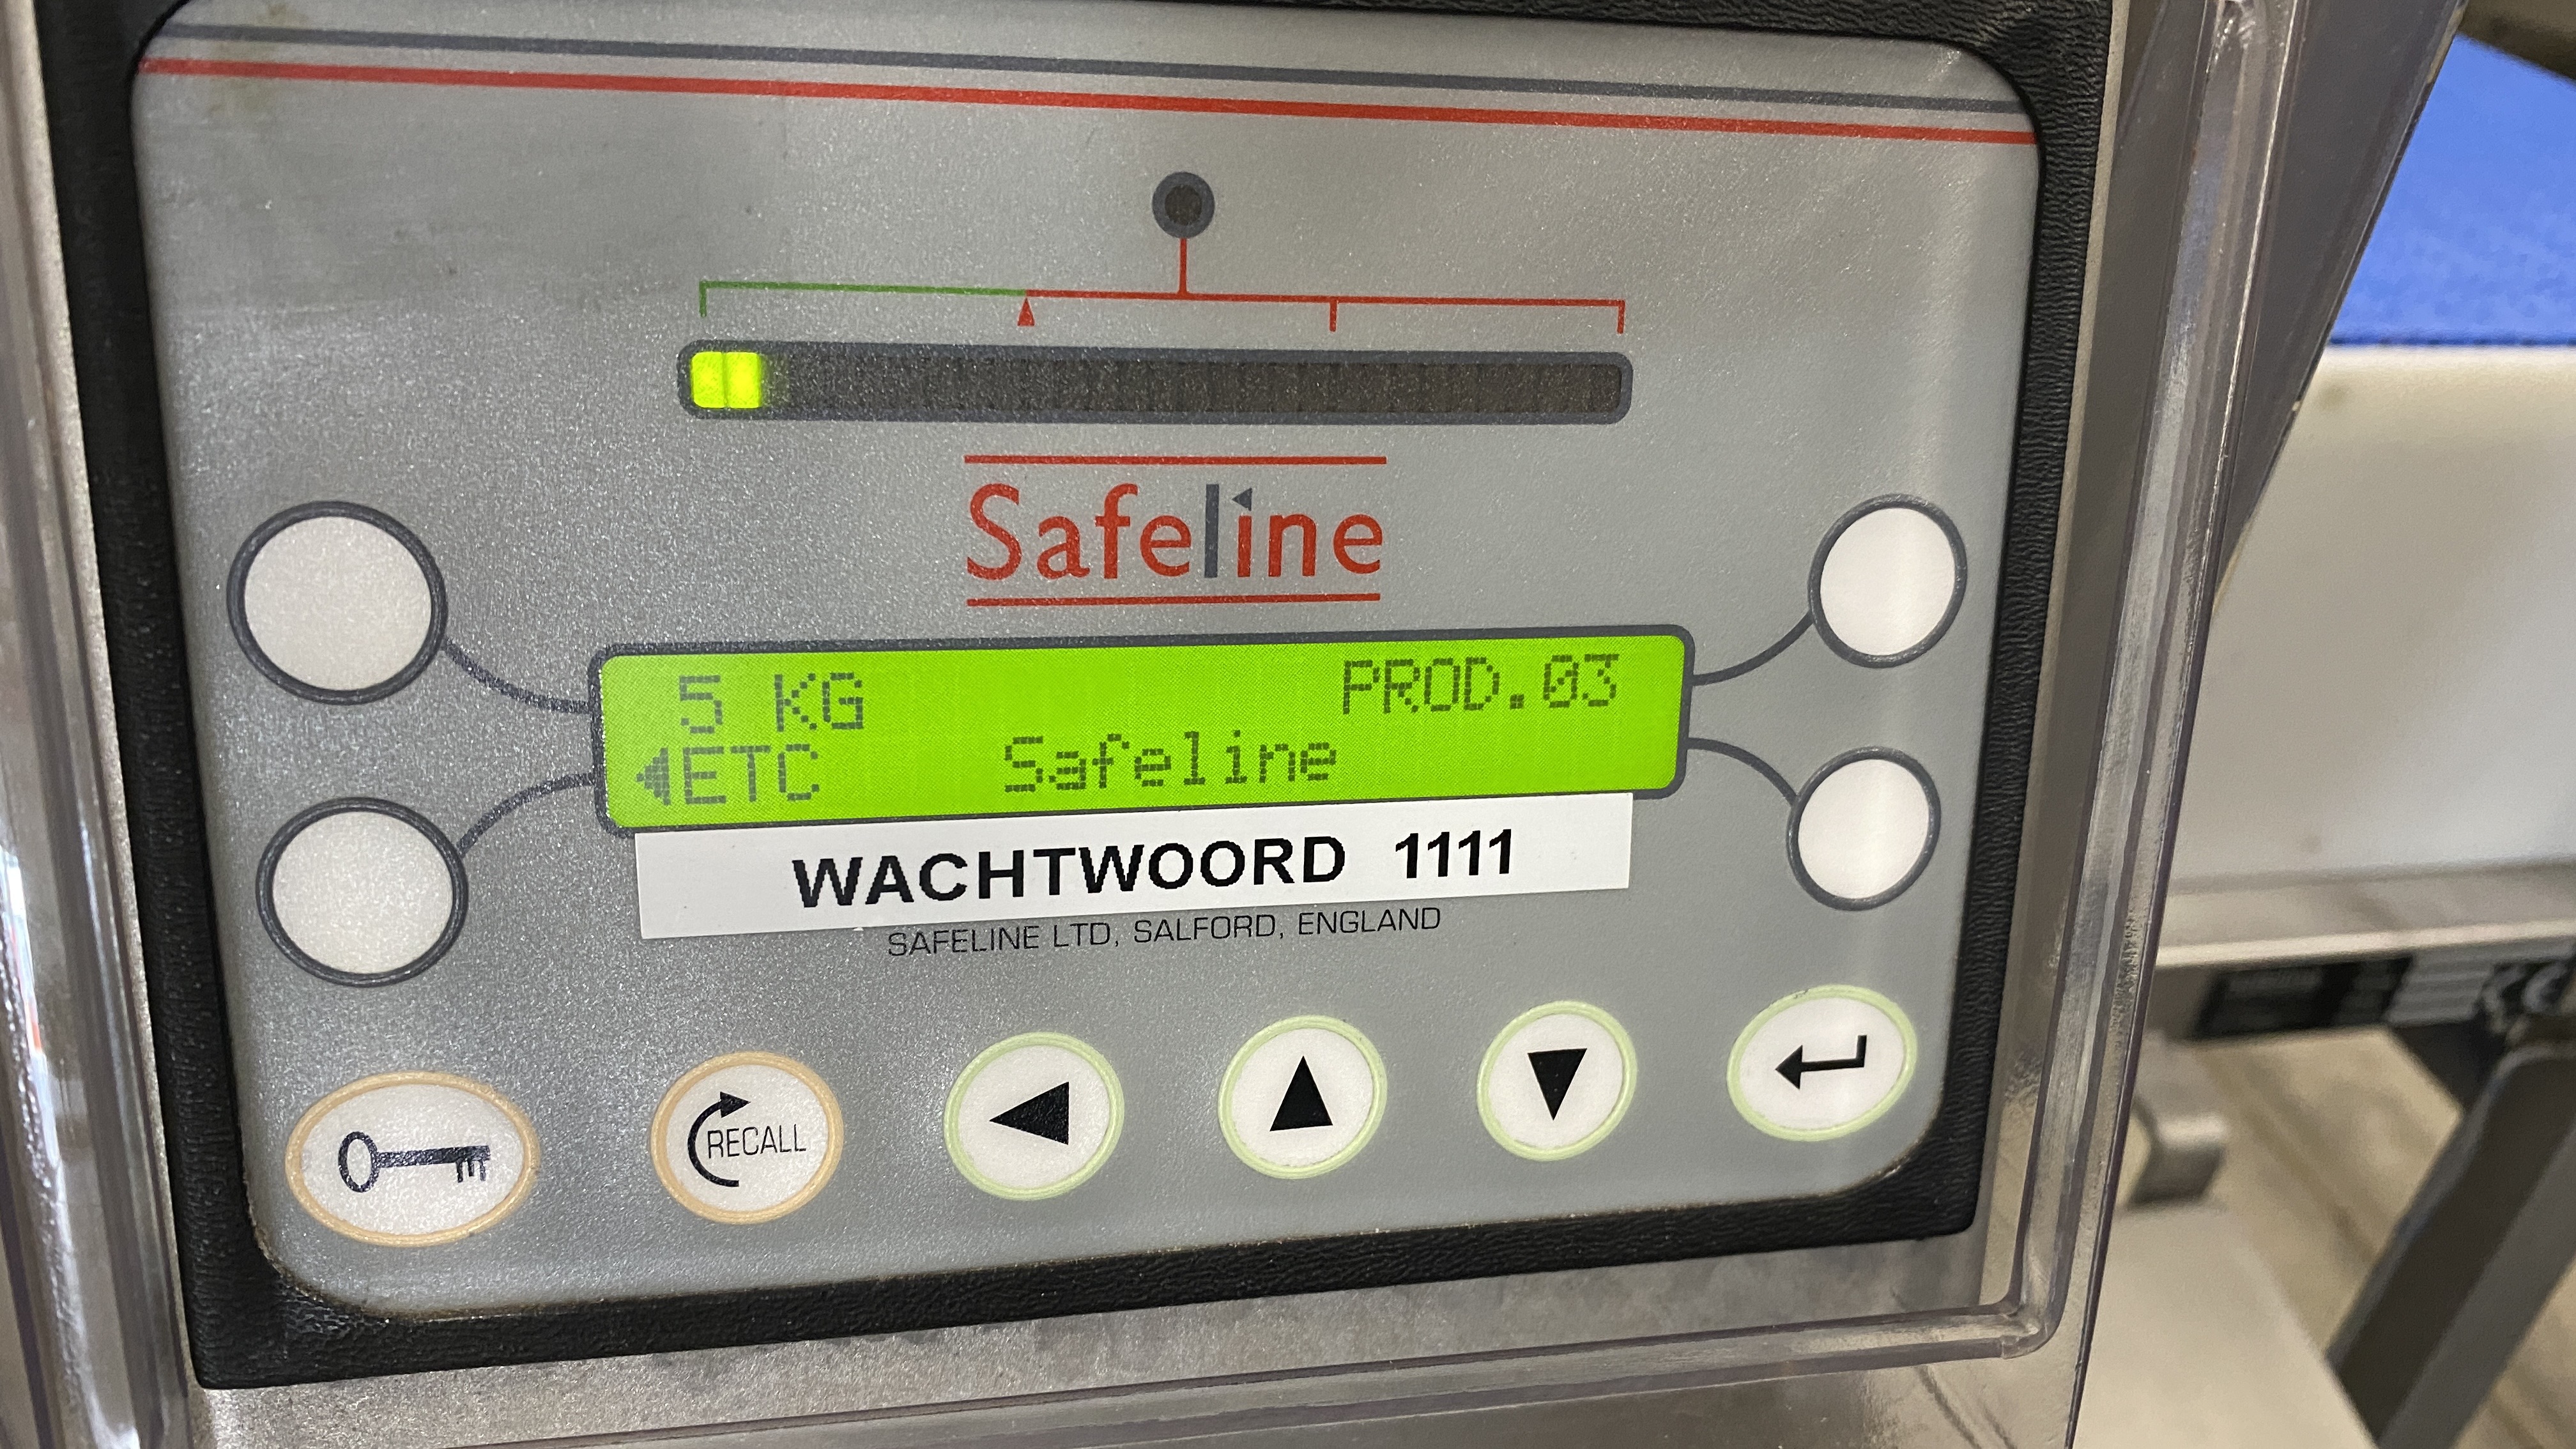 Safeline
5 KG PROD.03
◀ETC Safeline
WACHTWOORD 1111
SAFELINE LTD, SALFORD, ENGLAND
RECALL